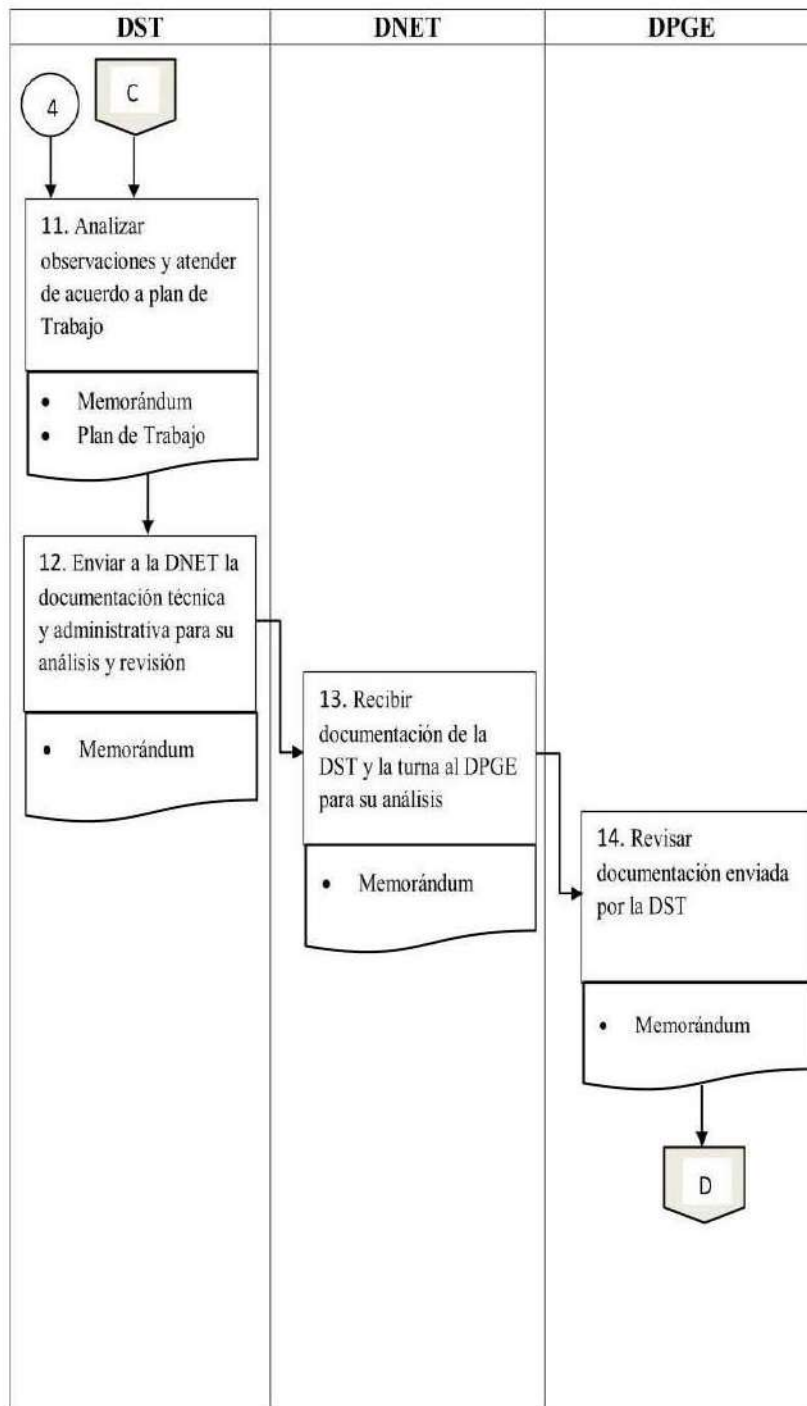 DST
DNET
DPGE
4
C
11. Analizar
observaciones y atender
de acuerdo a plan de
Trabajo
• Memorándum
• Plan de Trabajo
12. Enviar a la DNET la
documentación técnica
y administrativa para su
análisis y revisión
• Memorándum
13. Recibir
documentación de la
DST y la turna al DPGE
para su análisis
• Memorándum
14. Revisar
documentación enviada
por la DST
• Memorándum
D